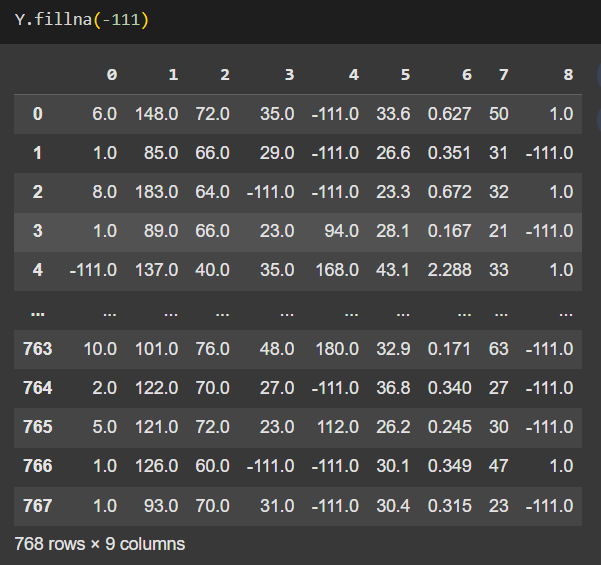 Y.fillna(-111)
0 1 2 3 4 5 6 7 8
0 6.0 148.0 72.0 35.0 -111.0 33.6 0.627 50 1.0
1 1.0 85.0 66.0 29.0 -111.0 26.6 0.351 31 -111.0
2 8.0 183.0 64.0 -111.0 -111.0 23.3 0.672 32 1.0
3 1.0 89.0 66.0 23.0 94.0 28.1 0.167 21 -111.0
4 -111.0 137.0 40.0 35.0 168.0 43.1 2.288 33 1.0
... ... ... ... ... ... ... ... ... ...
763 10.0 101.0 76.0 48.0 180.0 32.9 0.171 63 -111.0
764 2.0 122.0 70.0 27.0 -111.0 36.8 0.340 27 -111.0
765 5.0 121.0 72.0 23.0 112.0 26.2 0.245 30 -111.0
766 1.0 126.0 60.0 -111.0 -111.0 30.1 0.349 47 1.0
767 1.0 93.0 70.0 31.0 -111.0 30.4 0.315 23 -111.0
768 rows × 9 columns